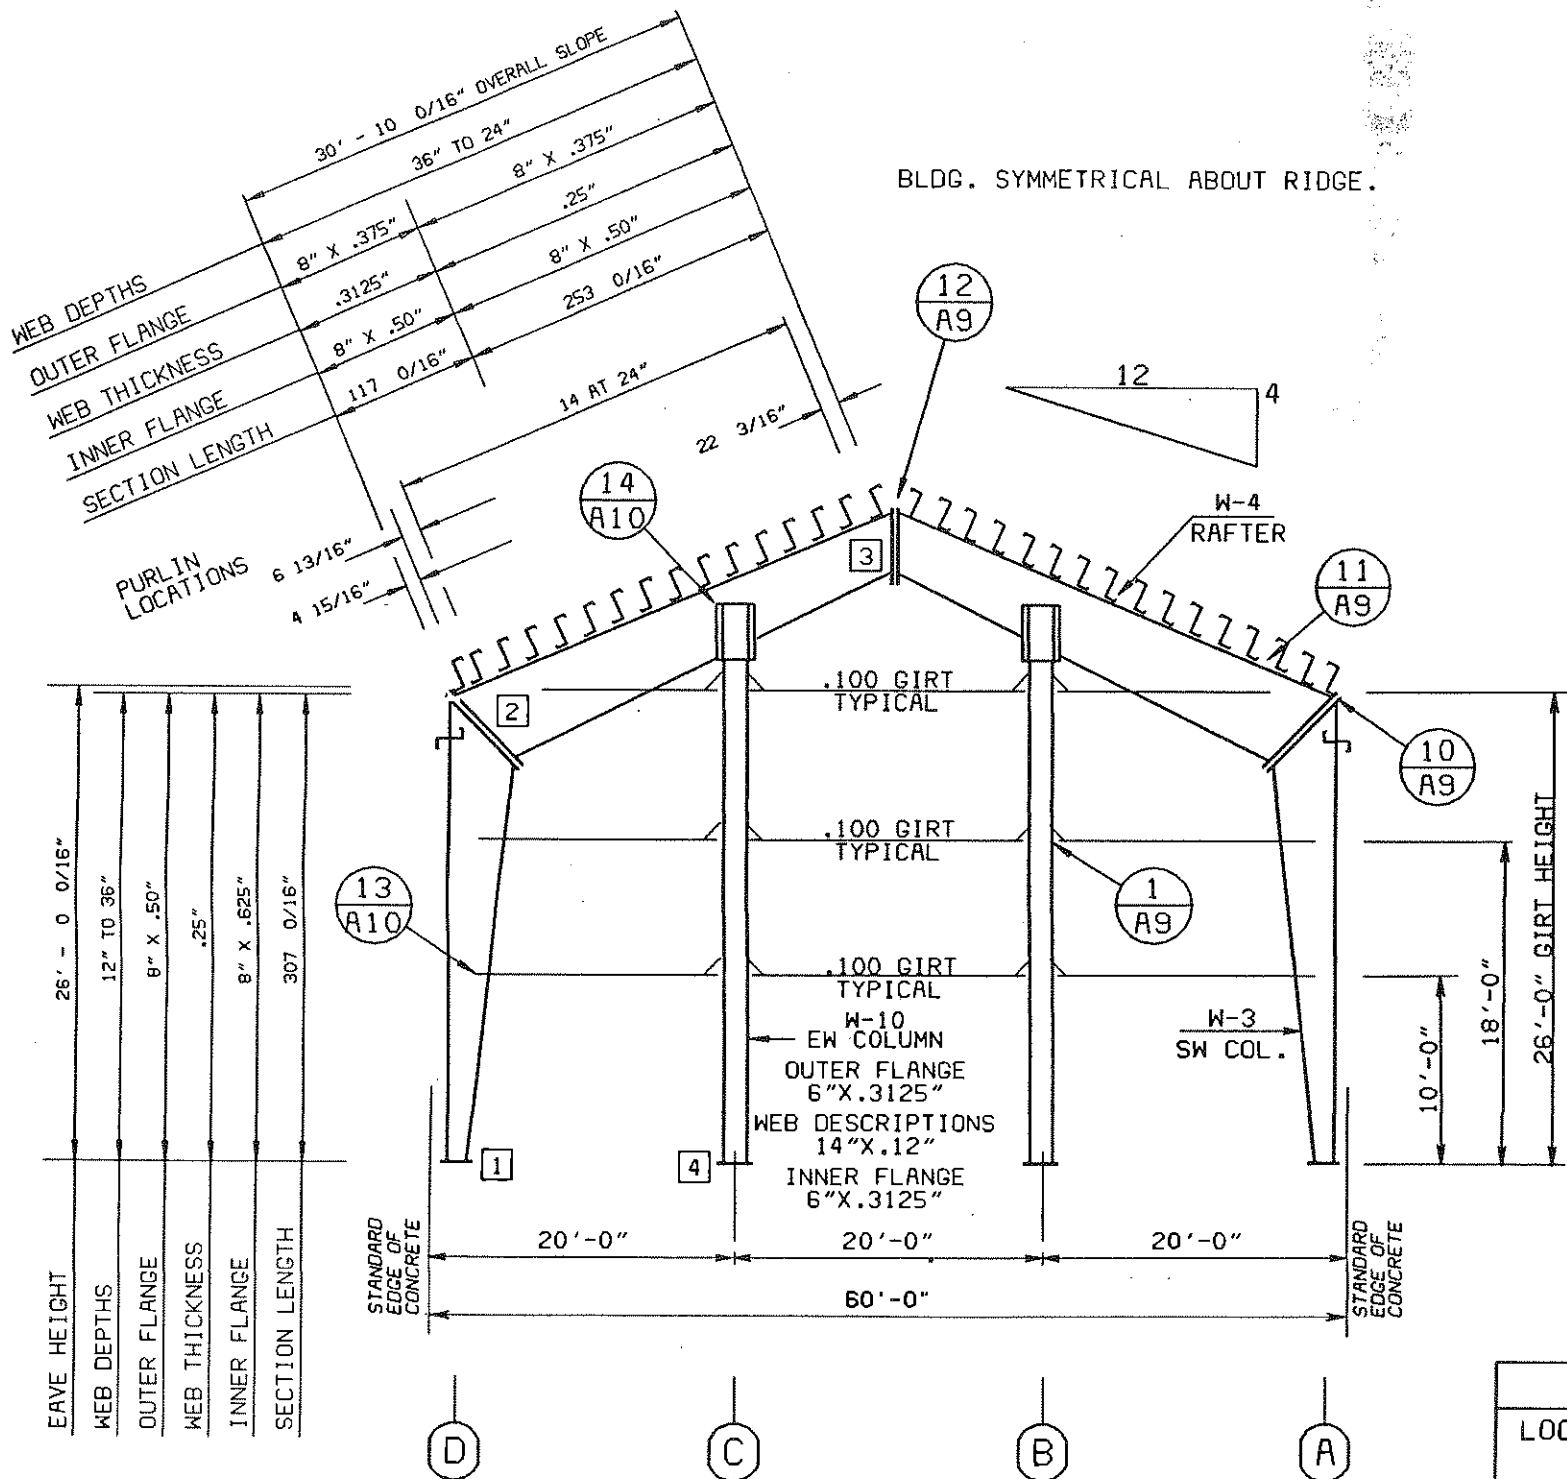 30' - 10 0/16" OVERALL SLOPE
36" TO 24"
8" X .375"
8" X .375"
.3125"
.25"
8" X .50"
8" X .50"
117 0/16"
253 0/16"
WEB DEPTHS
OUTER FLANGE
WEB THICKNESS
INNER FLANGE
SECTION LENGTH
14 AT 24"
22 3/16"
PURLIN
LOCATIONS
6 13/16"
4 15/16"
BLDG. SYMMETRICAL ABOUT RIDGE.
12
A9
12
4
14
A10
W-4
RAFTER
3
11
A9
2
.100 GIRT
TYPICAL
10
A9
.100 GIRT
TYPICAL
13
A10
1
A9
.100 GIRT
TYPICAL
W-10
EW COLUMN
OUTER FLANGE
6"X.3125"
WEB DESCRIPTIONS
14"X.12"
INNER FLANGE
6"X.3125"
W-3
SW COL.
10'-0"
18'-0"
26'-0" GIRT HEIGHT
1
4
26' - 0 0/16"
12" TO 36"
8" X .50"
.25"
8" X .625"
307 0/16"
EAVE HEIGHT
WEB DEPTHS
OUTER FLANGE
WEB THICKNESS
INNER FLANGE
SECTION LENGTH
STANDARD
EDGE OF
CONCRETE
20'-0"
20'-0"
20'-0"
60'-0"
STANDARD
EDGE OF
CONCRETE
D
C
B
A
LOC